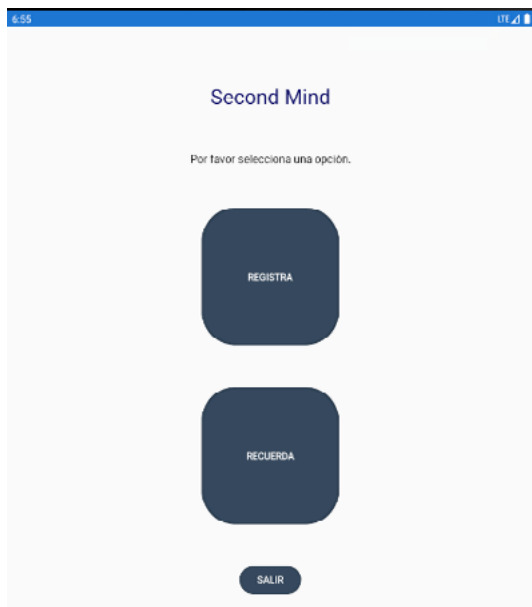 6:55 LTE
Second Mind
Por favor selecciona una opción.
REGISTRA
RECUERDA
SALIR